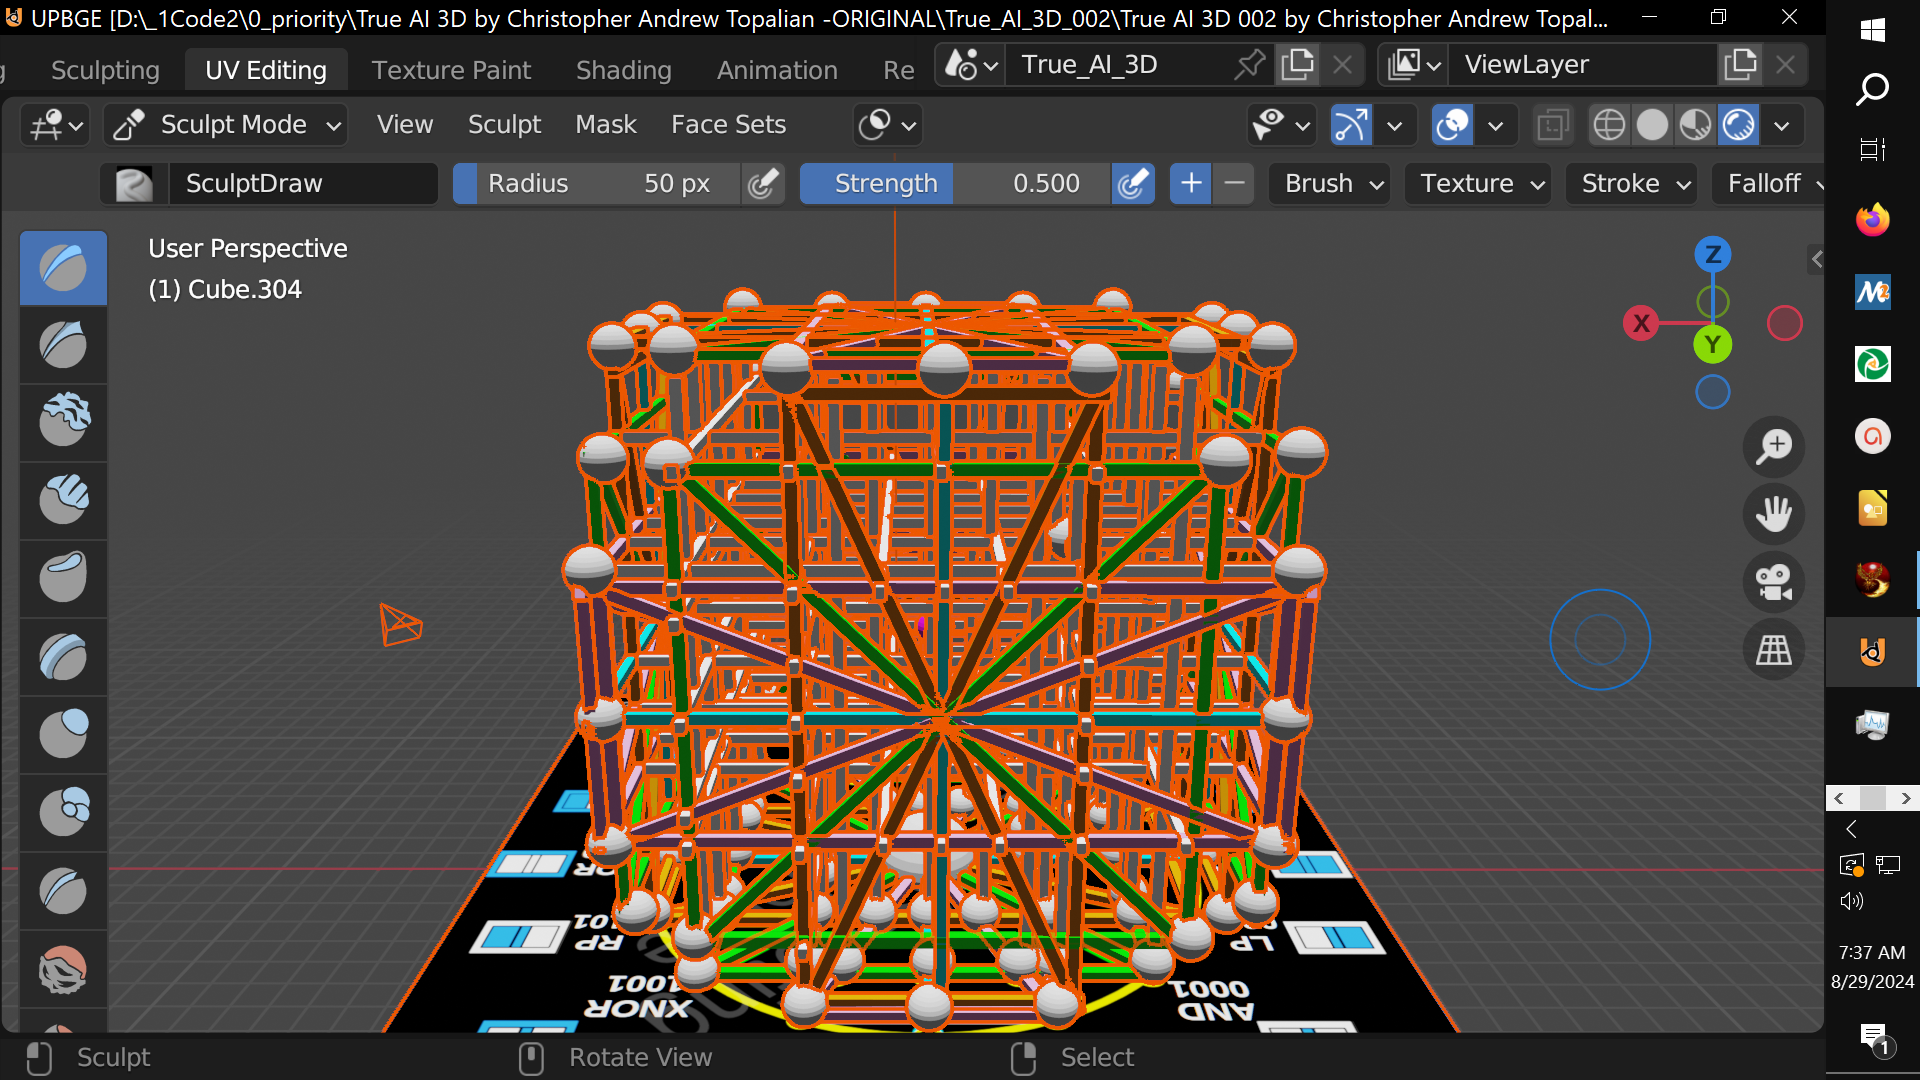 UPBGE [D:\_1Code2\0_priority\True AI 3D by Christopher Andrew Topalian -ORIGINAL\True_AI_3D_002\True AI 3D 002 by Christopher Andrew Topal...
Sculpting UV Editing Texture Paint Shading Animation Re True_AI_3D ViewLayer
Sculpt Mode View Sculpt Mask Face Sets
SculptDraw Radius 50 px Strength 0.500 Brush Texture Stroke Falloff
User Perspective
(1) Cube.304
Z
X
Y
RP
LP
1001
XNOR
0001
AND
7:37 AM
8/29/2024
1
Sculpt Rotate View Select